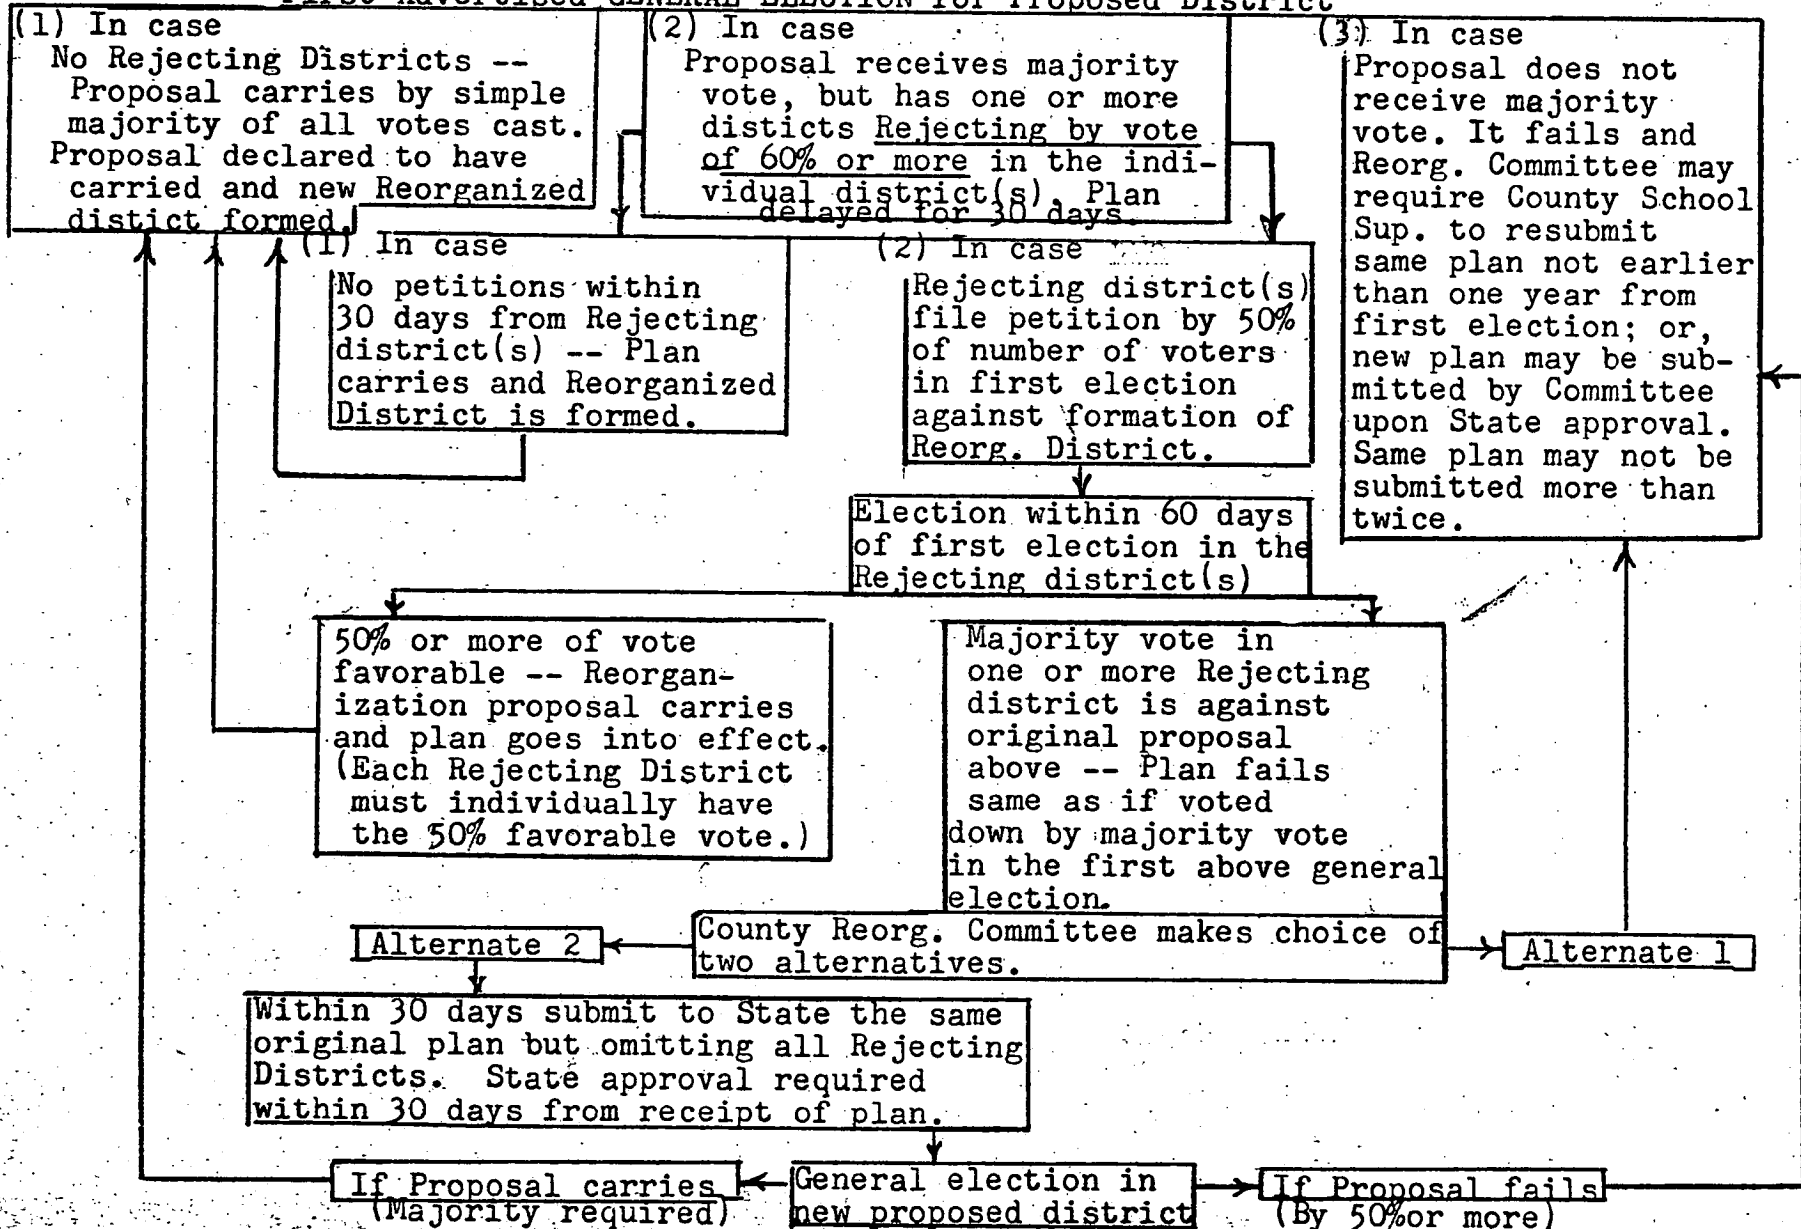 First Advertised GENERAL ELECTION for Proposed District
(1) In case
No Rejecting Districts --
Proposal carries by simple
majority of all votes cast.
Proposal declared to have
carried and new Reorganized
distict formed.
(2) In case
Proposal receives majority
vote, but has one or more
disticts Rejecting by vote
of 60% or more in the indi-
vidual district(s). Plan
delayed for 30 days.
(3) In case
Proposal does not
receive majority
vote. It fails and
Reorg. Committee may
require County School
Sup. to resubmit
same plan not earlier
than one year from
first election; or,
new plan may be sub-
mitted by Committee
upon State approval.
Same plan may not be
submitted more than
twice.
(1) In case
No petitions within
30 days from Rejecting
district(s) -- Plan
carries and Reorganized
District is formed.
(2) In case
Rejecting district(s)
file petition by 50%
of number of voters
in first election
against formation of
Reorg. District.
Election within 60 days
of first election in the
Rejecting district(s)
50% or more of vote
favorable -- Reorgan-
ization proposal carries
and plan goes into effect.
(Each Rejecting District
must individually have
the 50% favorable vote.)
Majority vote in
one or more Rejecting
district is against
original proposal
above -- Plan fails
same as if voted
down by majority vote
in the first above general
election.
County Reorg. Committee makes choice of
two alternatives.
Alternate 2
Alternate 1
Within 30 days submit to State the same
original plan but omitting all Rejecting
Districts. State approval required
within 30 days from receipt of plan.
If Proposal carries
(Majority required)
General election in
new proposed district
If Proposal fails
(By 50%or more)